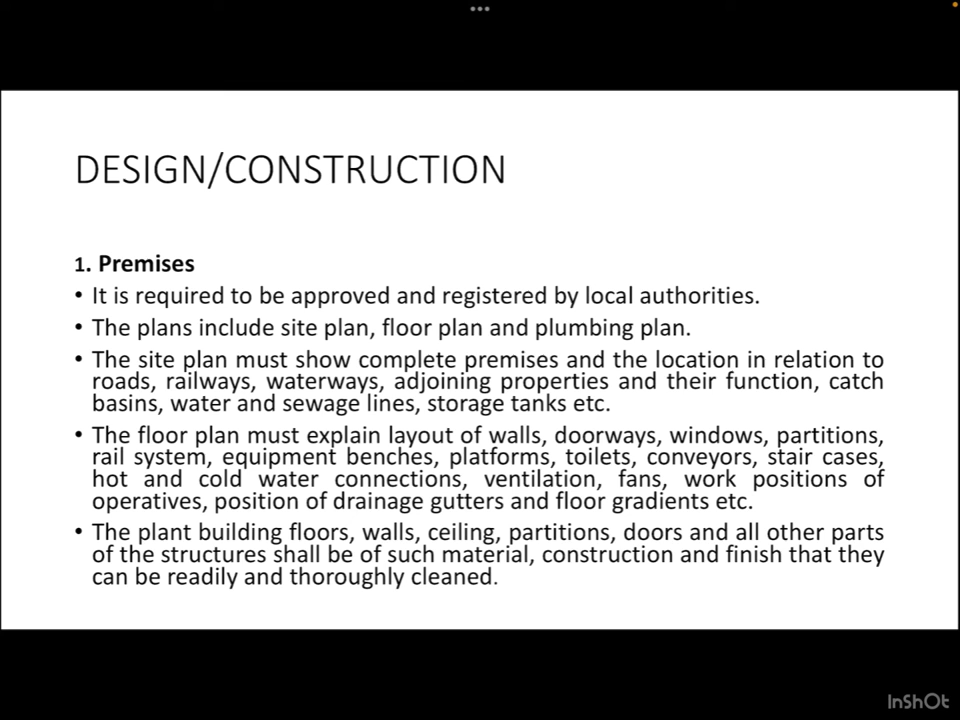 DESIGN/CONSTRUCTION
1. Premises
• It is required to be approved and registered by local authorities.
• The plans include site plan, floor plan and plumbing plan.
• The site plan must show complete premises and the location in relation to
roads, railways, waterways, adjoining properties and their function, catch
basins, water and sewage lines, storage tanks etc.
• The floor plan must explain layout of walls, doorways, windows, partitions,
rail system, equipment benches, platforms, toilets, conveyors, stair cases,
hot and cold water connections, ventilation, fans, work positions of
operatives, position of drainage gutters and floor gradients etc.
• The plant building floors, walls, ceiling, partitions, doors and all other parts
of the structures shall be of such material, construction and finish that they
can be readily and thoroughly cleaned.
InShOt